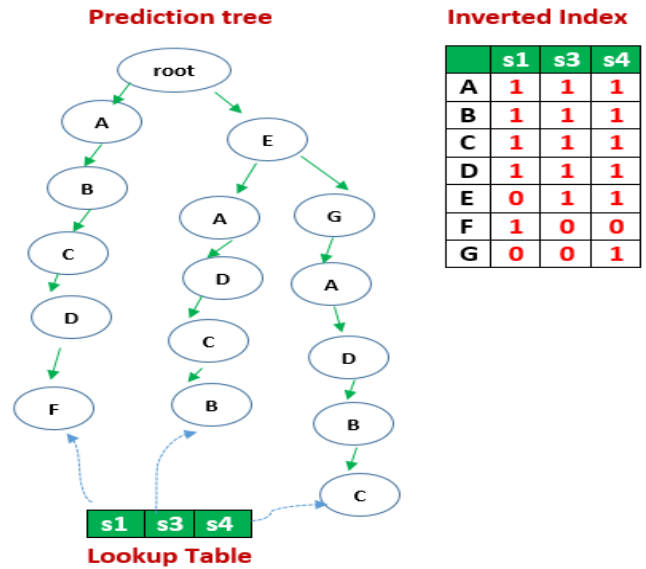 Prediction tree
root
A
E
B
A
G
C
D
A
D
C
D
F
B
B
C
s1 s3 s4
Lookup Table
Inverted Index
s1 s3 s4
A 1 1 1
B 1 1 1
C 1 1 1
D 1 1 1
E 0 1 1
F 1 0 0
G 0 0 1